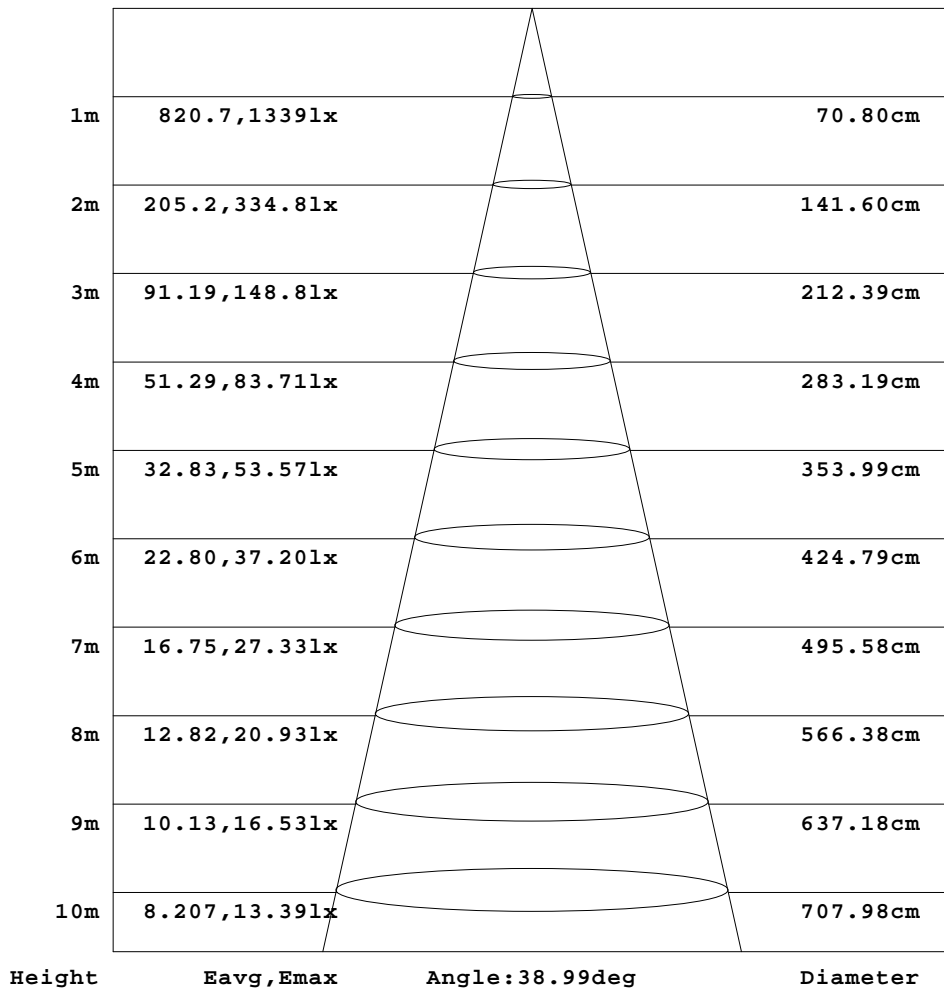 1m 820.7,1339lx 70.80cm
2m 205.2,334.8lx 141.60cm
3m 91.19,148.8lx 212.39cm
4m 51.29,83.71lx 283.19cm
5m 32.83,53.57lx 353.99cm
6m 22.80,37.20lx 424.79cm
7m 16.75,27.33lx 495.58cm
8m 12.82,20.93lx 566.38cm
9m 10.13,16.53lx 637.18cm
10m 8.207,13.39lx 707.98cm
Height Eavg,Emax Angle:38.99deg Diameter